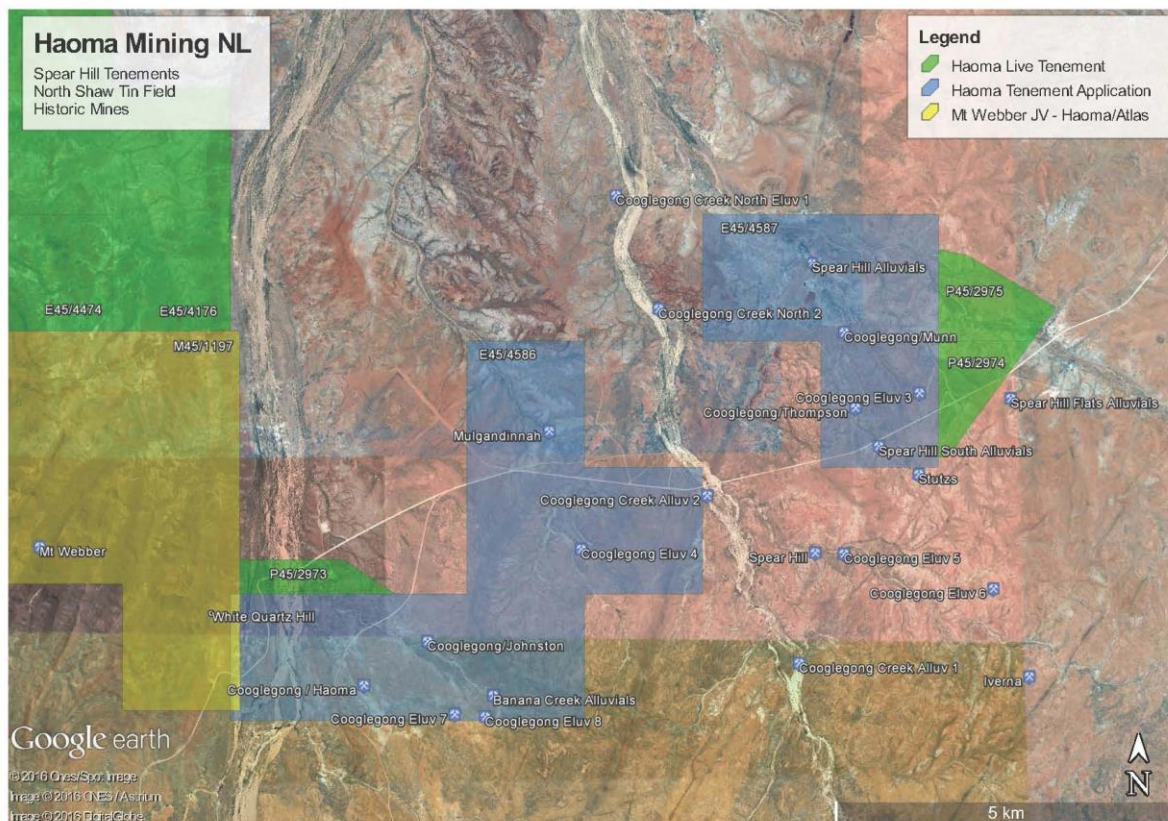 Haoma Mining NL
Spear Hill Tenements
North Shaw Tin Field
Historic Mines
Legend
Haoma Live Tenement
Haoma Tenement Application
Mt Webber JV - Haoma/Atlas
Cooglegong Creek North Eluv 1
E45/4587
Spear Hill Alluvials
P45/2975
E45/4474
E45/4176
Cooglegong Creek North 2
Cooglegong/Munn
M45/1197
E45/4586
P45/2974
Cooglegong Eluv 3
Spear Hill Flats Alluvials
Cooglegong/Thompson
Mulgandinnah
Spear Hill South Alluvials
Stutzs
Cooglegong Creek Alluv 2
Mt Webber
Cooglegong Eluv 4
Spear Hill
Cooglegong Eluv 5
P45/2973
Cooglegong Eluv 6
White Quartz Hill
Cooglegong/Johnston
Cooglegong Creek Alluv 1
Iverna
Cooglegong / Haoma
Banana Creek Alluvials
Cooglegong Eluv 7
Cooglegong Eluv 8
Google earth
© 2016 Cnes/Spot Image
Image © 2016 CNES / Astrium
Image © 2016 DigitalGlobe
N
5 km